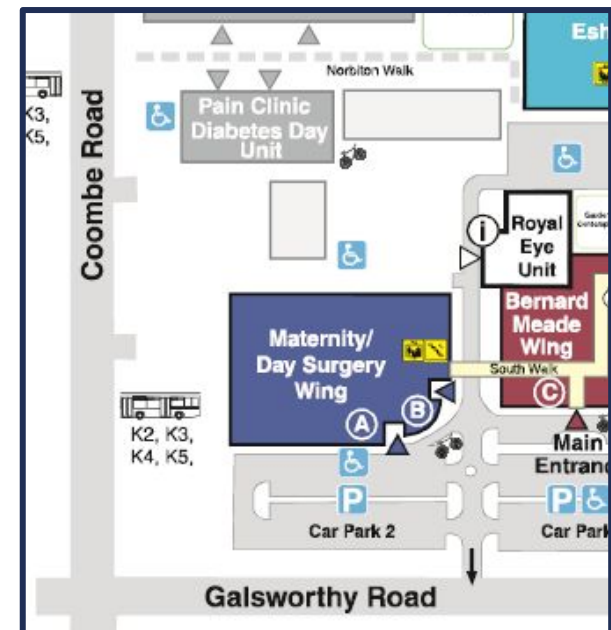 Esh
Norbiton Walk
K3,
K5,
Pain Clinic
Diabetes Day
Unit
Coombe Road
i
Royal
Eye
Unit
Bernard
Meade
Wing
Maternity/
Day Surgery
Wing
South Walk
A
B
C
K2, K3,
K4, K5,
Main
Entranc
P
P
Car Park 2
Car Park
Galsworthy Road